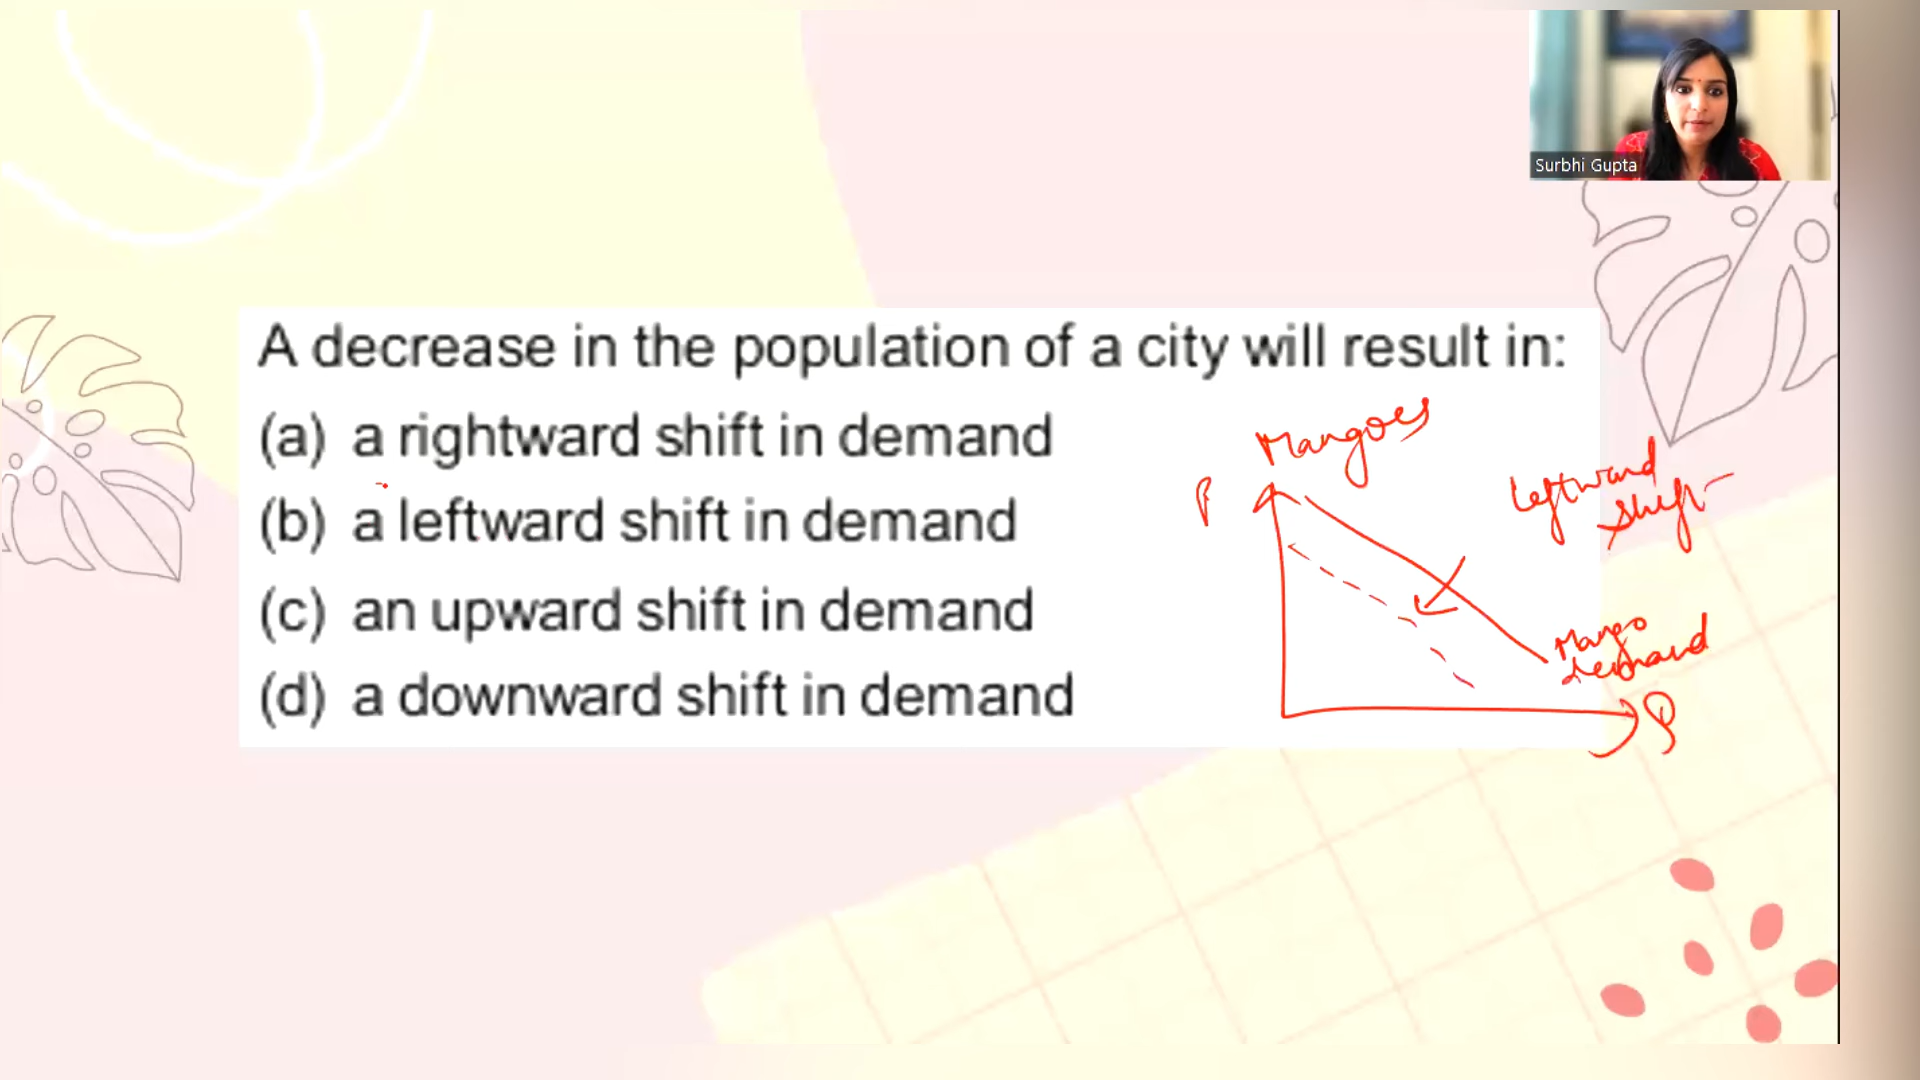 Surbhi Gupta
A decrease in the population of a city will result in:
(a) a rightward shift in demand
(b) a leftward shift in demand
(c) an upward shift in demand
(d) a downward shift in demand
Mangoes
P
Leftward
shift
Mango
demand
Q